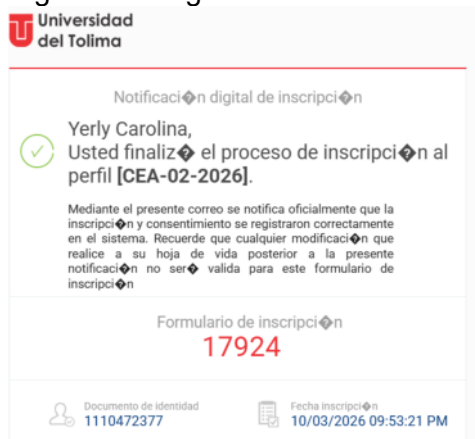 Universidad
del Tolima
Notificaci�n digital de inscripci�n
Yerly Carolina,
Usted finaliz� el proceso de inscripci�n al
perfil [CEA-02-2026].
Mediante el presente correo se notifica oficialmente que la
inscripci�n y consentimiento se registraron correctamente
en el sistema. Recuerde que cualquier modificaci�n que
realice a su hoja de vida posterior a la presente
notificaci�n no ser� valida para este formulario de
inscripci�n
Formulario de inscripci�n
17924
Documento de identidad
1110472377
Fecha inscripci�n
10/03/2026 09:53:21 PM